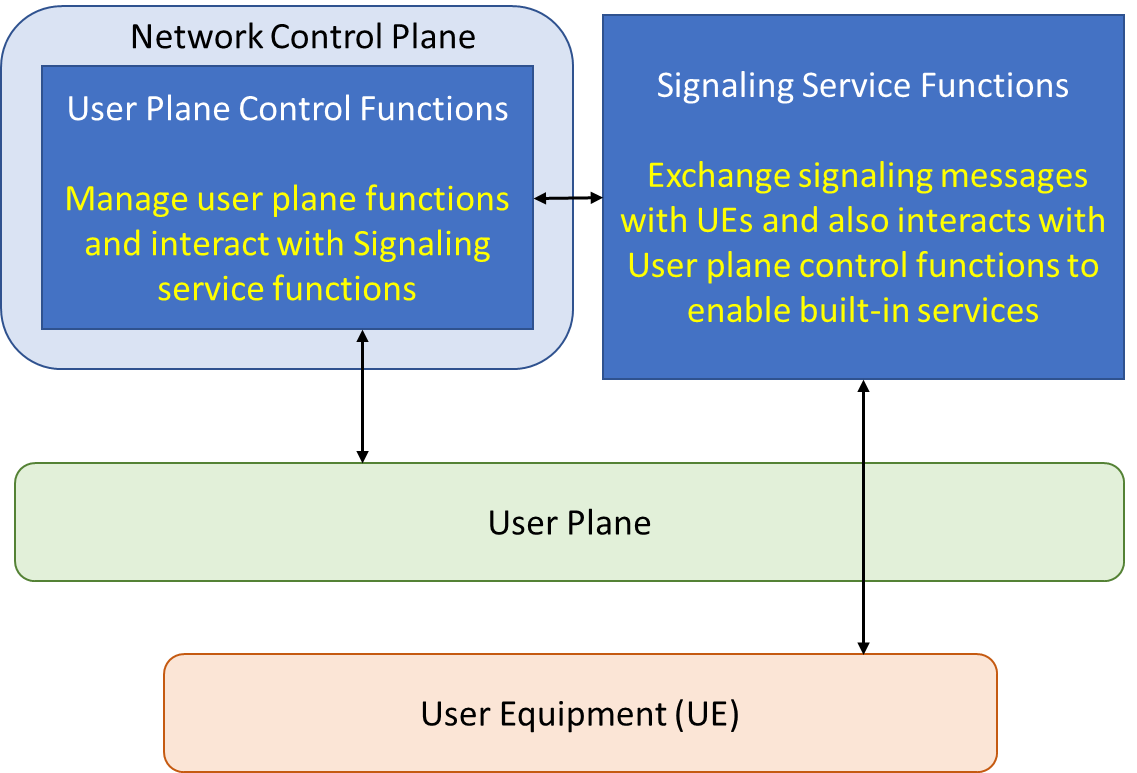 Network Control Plane
User Plane Control Functions
Manage user plane functions
and interact with Signaling
service functions
Signaling Service Functions
Exchange signaling messages
with UEs and also interacts with
User plane control functions to
enable built-in services
User Plane
User Equipment (UE)